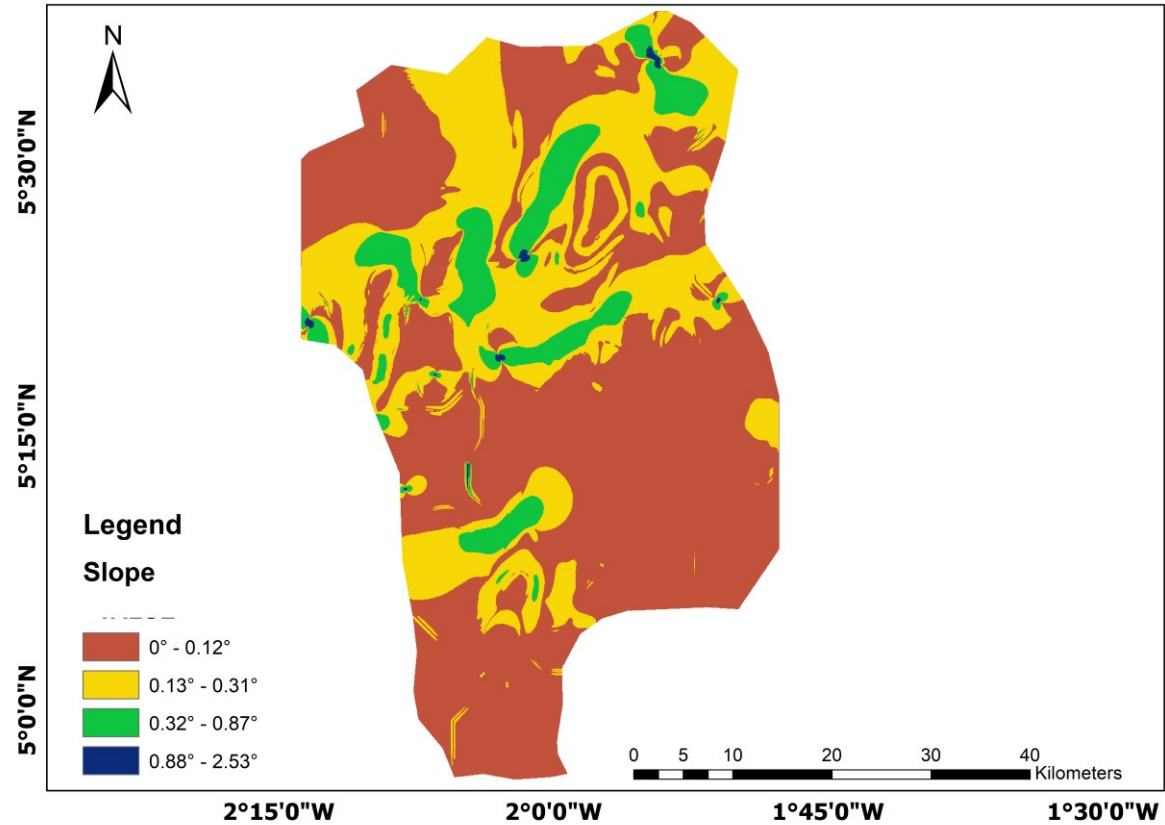 N
5°30'0"N
5°15'0"N
5°0'0"N
Legend
Slope
0° - 0.12°
0.13° - 0.31°
0.32° - 0.87°
0.88° - 2.53°
0 5 10 20 30 40
Kilometers
2°15'0"W 2°0'0"W 1°45'0"W 1°30'0"W